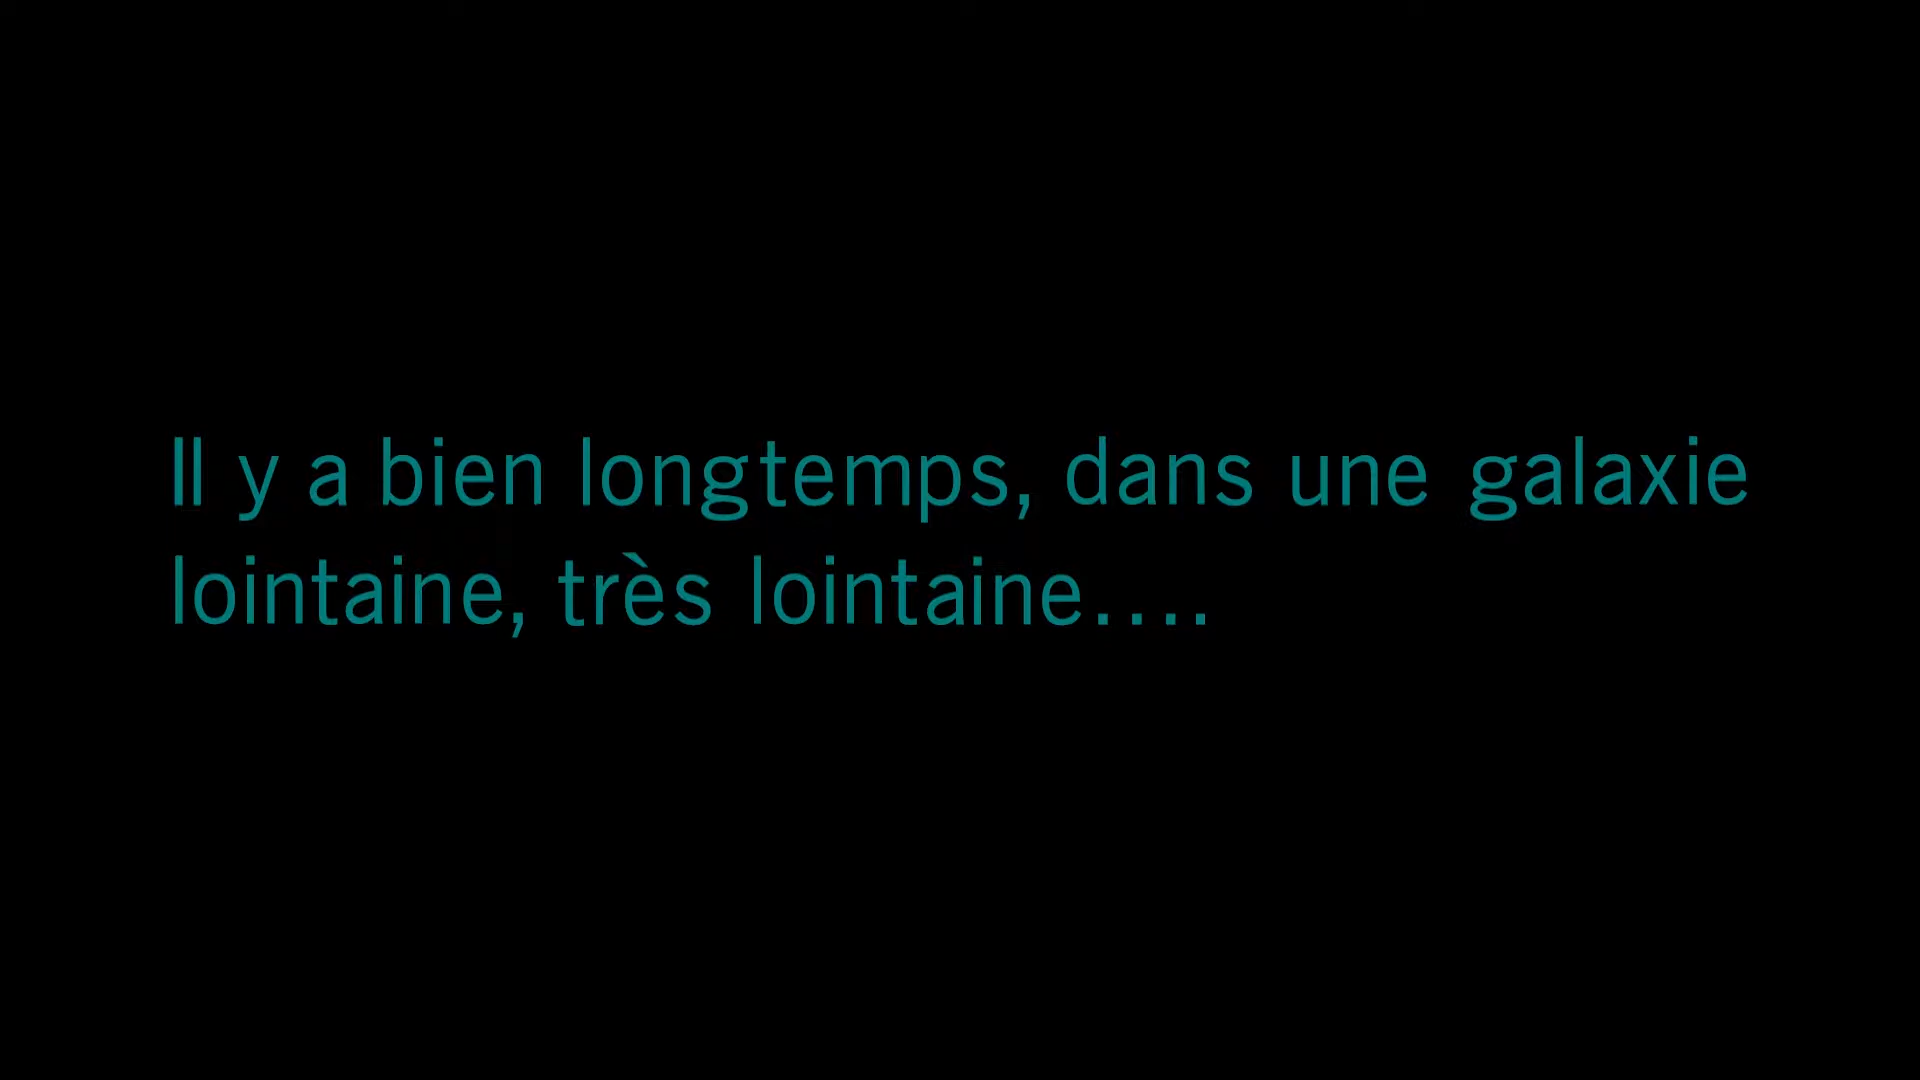 Il y a bien longtemps, dans une galaxie
lointaine, très lointaine....